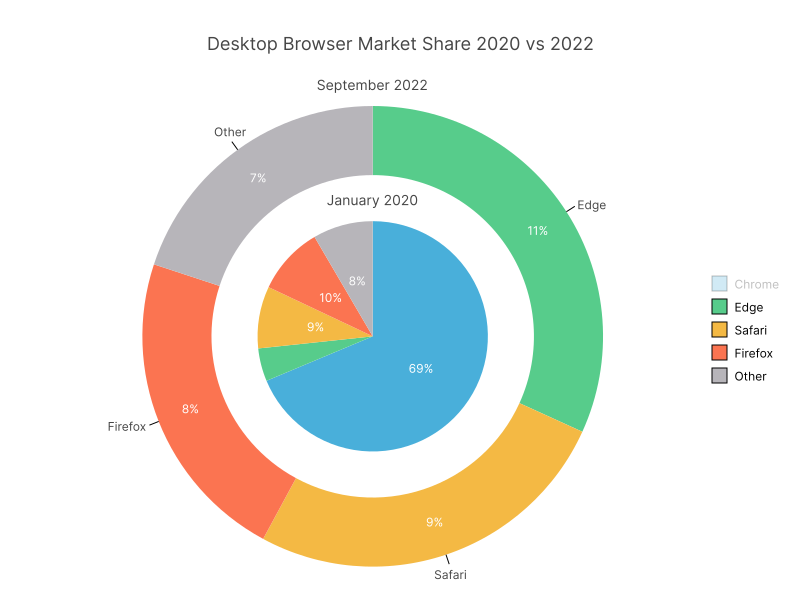 Desktop Browser Market Share 2020 vs 2022
September 2022
Other
7%
January 2020
Edge
11%
8%
10%
9%
69%
Chrome
Edge
Safari
Firefox
Other
8%
Firefox
9%
Safari